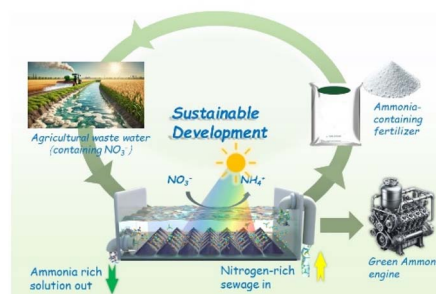 Sustainable
Development
Agricultural waste water
(containing NO₃⁻)
Ammonia-
containing
fertilizer
NO₃⁻
NH₄⁻
Green Ammon
engine
Ammonia rich
solution out
Nitrogen-rich
sewage in